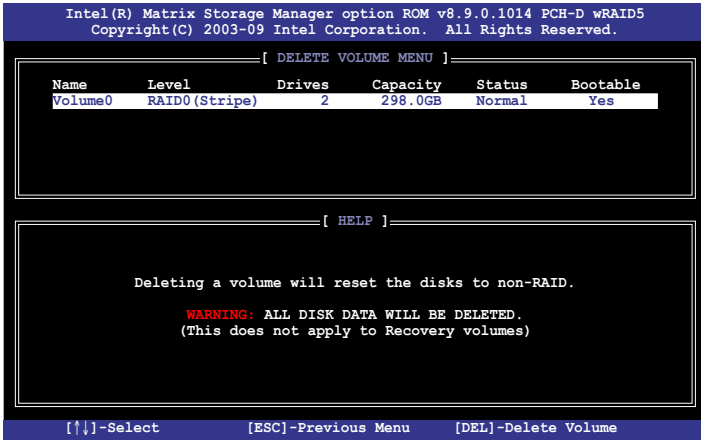 Intel(R) Matrix Storage Manager option ROM v8.9.0.1014 PCH-D wRAID5
Copyright(C) 2003-09 Intel Corporation. All Rights Reserved.
[ DELETE VOLUME MENU ]
Name Level Drives Capacity Status Bootable
Volume0 RAID0(Stripe) 2 298.0GB Normal Yes
[ HELP ]
Deleting a volume will reset the disks to non-RAID.
WARNING: ALL DISK DATA WILL BE DELETED.
(This does not apply to Recovery volumes)
[↑↓]-Select [ESC]-Previous Menu [DEL]-Delete Volume